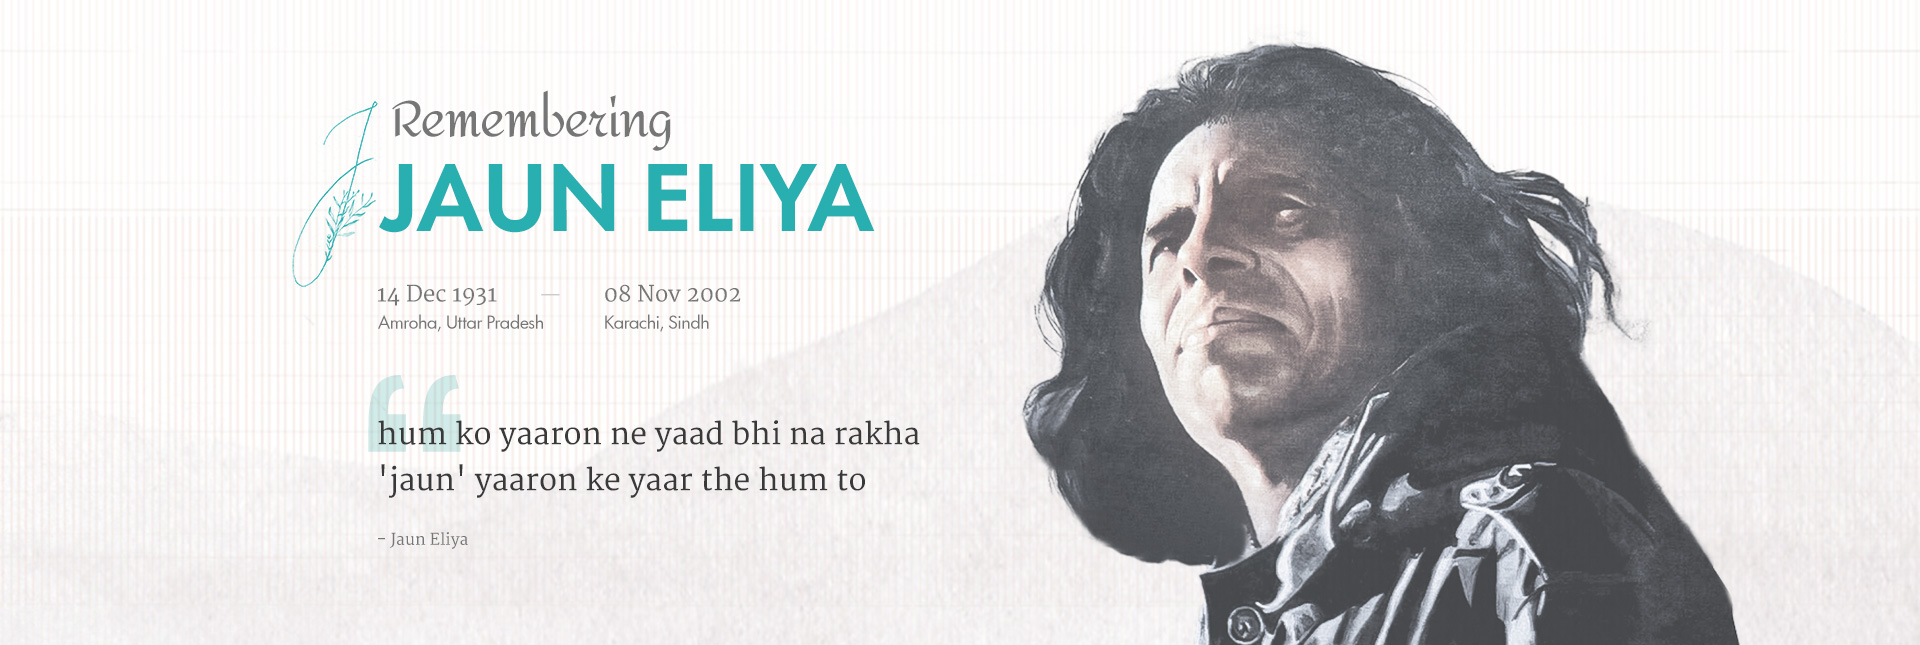 Remembering
JAUN ELIYA
14 Dec 1931 — 08 Nov 2002
Amroha, Uttar Pradesh Karachi, Sindh
“hum ko yaaron ne yaad bhi na rakha
'jaun' yaaron ke yaar the hum to
– Jaun Eliya